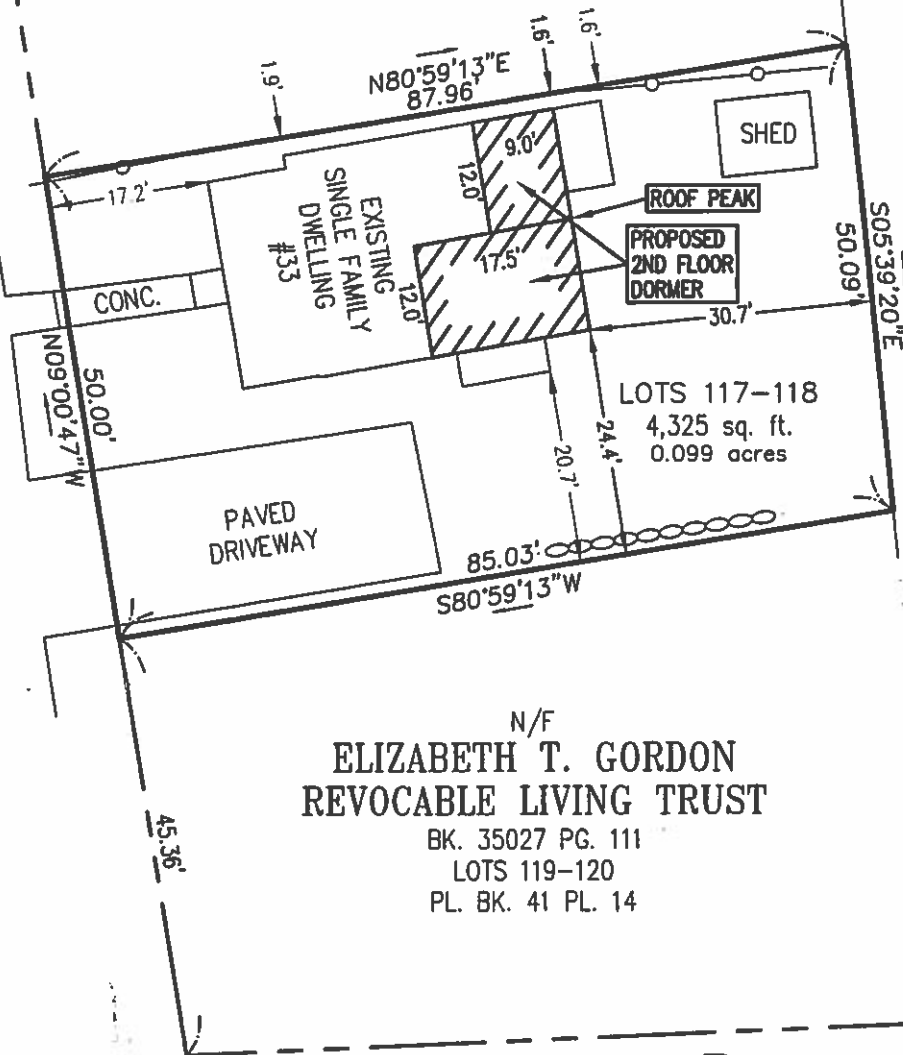 1.6'
1.6'
1.9'
N80°59'13"E
87.96'
SHED
9.0'
12.0'
17.2'
ROOF PEAK
EXISTING
SINGLE FAMILY
DWELLING
#33
PROPOSED
2ND FLOOR
DORMER
S05°39'20"E
50.09'
17.5'
12.0'
CONC.
30.7'
N09°00'47"W
50.00'
LOTS 117-118
4,325 sq. ft.
0.099 acres
24.4'
20.7'
PAVED
DRIVEWAY
85.03'
S80°59'13"W
N/F
ELIZABETH T. GORDON
REVOCABLE LIVING TRUST
BK. 35027 PG. 111
LOTS 119-120
PL. BK. 41 PL. 14
45.36'